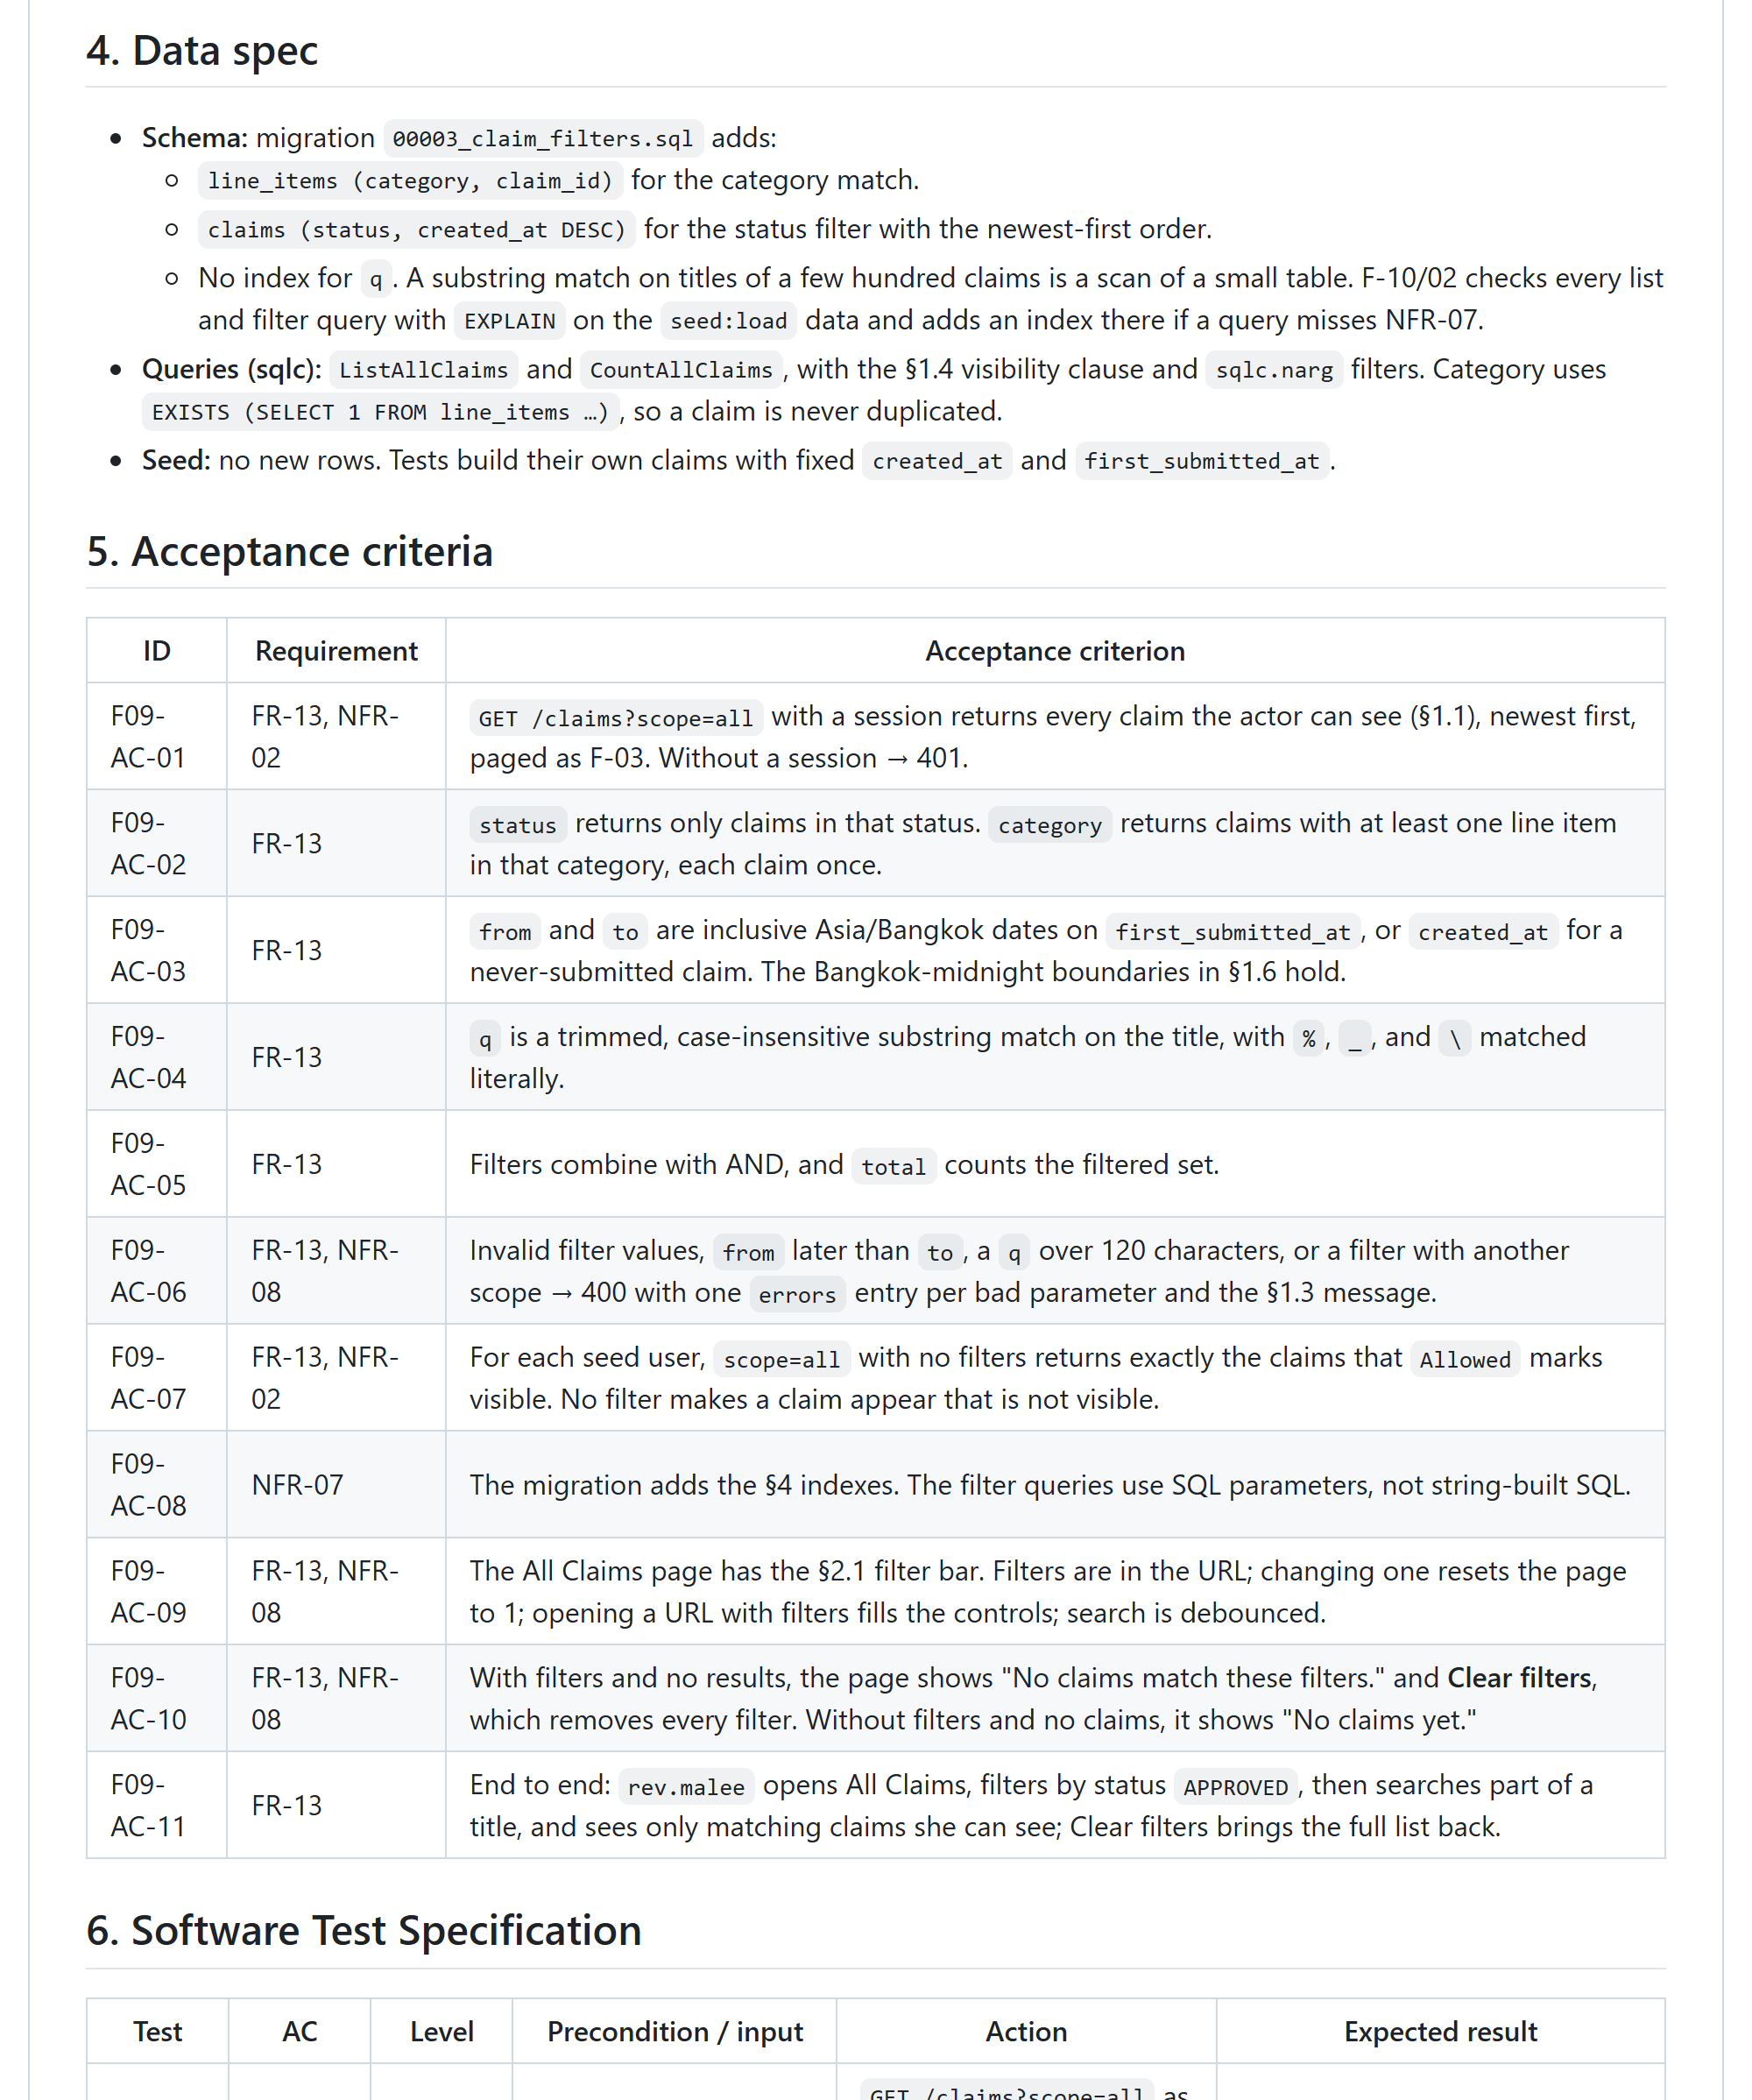 4. Data spec
Schema: migration 00003_claim_filters.sql adds:
line_items (category, claim_id) for the category match.
claims (status, created_at DESC) for the status filter with the newest-first order.
No index for q. A substring match on titles of a few hundred claims is a scan of a small table. F-10/02 checks every list
and filter query with EXPLAIN on the seed:load data and adds an index there if a query misses NFR-07.
Queries (sqlc): ListAllClaims and CountAllClaims, with the §1.4 visibility clause and sqlc.narg filters. Category uses
EXISTS (SELECT 1 FROM line_items …), so a claim is never duplicated.
Seed: no new rows. Tests build their own claims with fixed created_at and first_submitted_at.
5. Acceptance criteria
ID Requirement Acceptance criterion
F09-
AC-01
FR-13, NFR-
02
GET /claims?scope=all with a session returns every claim the actor can see (§1.1), newest first,
paged as F-03. Without a session → 401.
F09-
AC-02
FR-13
status returns only claims in that status. category returns claims with at least one line item
in that category, each claim once.
F09-
AC-03
FR-13
from and to are inclusive Asia/Bangkok dates on first_submitted_at, or created_at for a
never-submitted claim. The Bangkok-midnight boundaries in §1.6 hold.
F09-
AC-04
FR-13
q is a trimmed, case-insensitive substring match on the title, with %, _, and \ matched
literally.
F09-
AC-05
FR-13
Filters combine with AND, and total counts the filtered set.
F09-
AC-06
FR-13, NFR-
08
Invalid filter values, from later than to, a q over 120 characters, or a filter with another
scope → 400 with one errors entry per bad parameter and the §1.3 message.
F09-
AC-07
FR-13, NFR-
02
For each seed user, scope=all with no filters returns exactly the claims that Allowed marks
visible. No filter makes a claim appear that is not visible.
F09-
AC-08
NFR-07
The migration adds the §4 indexes. The filter queries use SQL parameters, not string-built SQL.
F09-
AC-09
FR-13, NFR-
08
The All Claims page has the §2.1 filter bar. Filters are in the URL; changing one resets the page
to 1; opening a URL with filters fills the controls; search is debounced.
F09-
AC-10
FR-13, NFR-
08
With filters and no results, the page shows "No claims match these filters." and Clear filters,
which removes every filter. Without filters and no claims, it shows "No claims yet."
F09-
AC-11
FR-13
End to end: rev.malee opens All Claims, filters by status APPROVED, then searches part of a
title, and sees only matching claims she can see; Clear filters brings the full list back.
6. Software Test Specification
Test AC Level Precondition / input Action Expected result
GET /claims?scope=all as